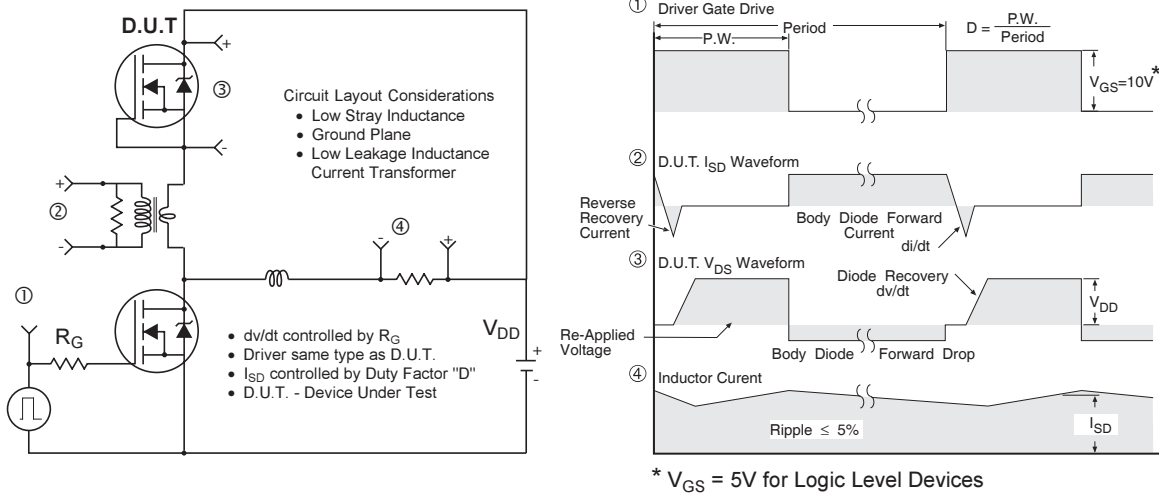 D.U.T
+
③
-
Circuit Layout Considerations
• Low Stray Inductance
• Ground Plane
• Low Leakage Inductance
Current Transformer
+
②
-
④
- +
①
R_G
• dv/dt controlled by R_G
• Driver same type as D.U.T.
• I_SD controlled by Duty Factor "D"
• D.U.T. - Device Under Test
V_DD
+
-
① Driver Gate Drive
P.W.
Period
D = P.W. / Period
V_GS=10V *
② D.U.T. I_SD Waveform
Reverse
Recovery
Current
Body Diode Forward
Current
di/dt
③ D.U.T. V_DS Waveform
Diode Recovery
dv/dt
V_DD
Re-Applied
Voltage
Body Diode Forward Drop
④ Inductor Curent
Ripple ≤ 5%
I_SD
* V_GS = 5V for Logic Level Devices